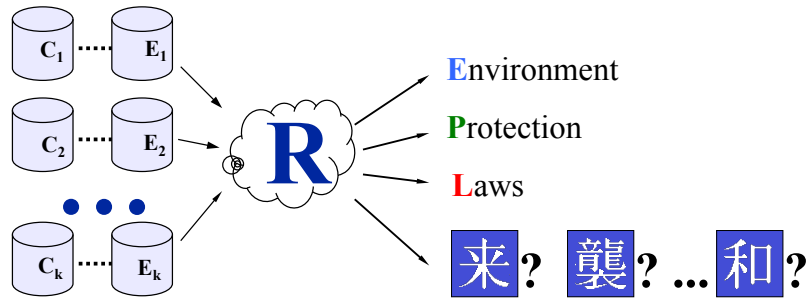 C1 E1
C2 E2
Ck Ek
R
Environment
Protection
Laws
来? 襲? ... 和?